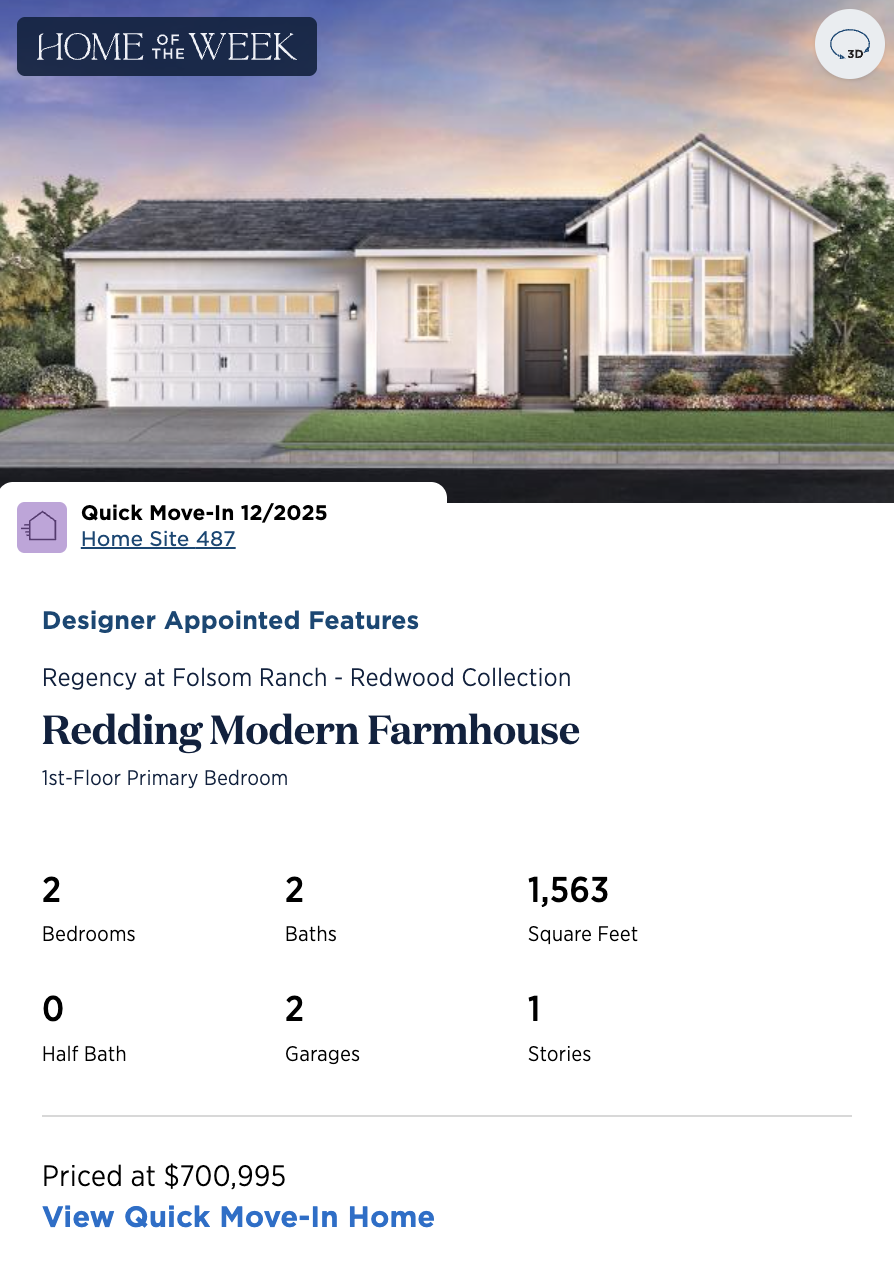 HOME OF THE WEEK
3D
Quick Move-In 12/2025
Home Site 487
Designer Appointed Features
Regency at Folsom Ranch - Redwood Collection
Redding Modern Farmhouse
1st-Floor Primary Bedroom
2 2 1,563
Bedrooms Baths Square Feet
0 2 1
Half Bath Garages Stories
Priced at $700,995
View Quick Move-In Home